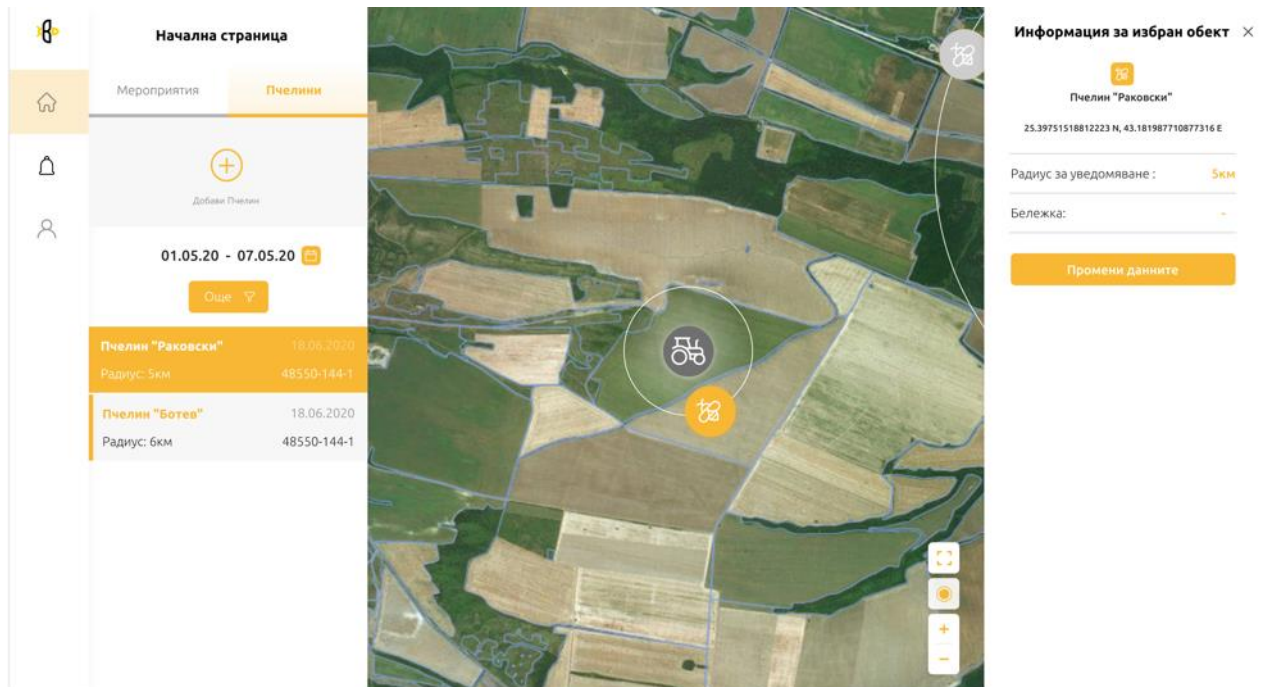 Начална страница
Мероприятия
Пчелини
Добави Пчелин
01.05.20 - 07.05.20
Още
Пчелин "Раковски"
18.06.2020
Радиус: 5км
48550-144-1
Пчелин "Ботев"
18.06.2020
Радиус: 6км
48550-144-1
Информация за избран обект
Пчелин "Раковски"
25.39751518812223 N, 43.181987710877316 E
Радиус за уведомяване :
5км
Бележка:
-
Промени данните